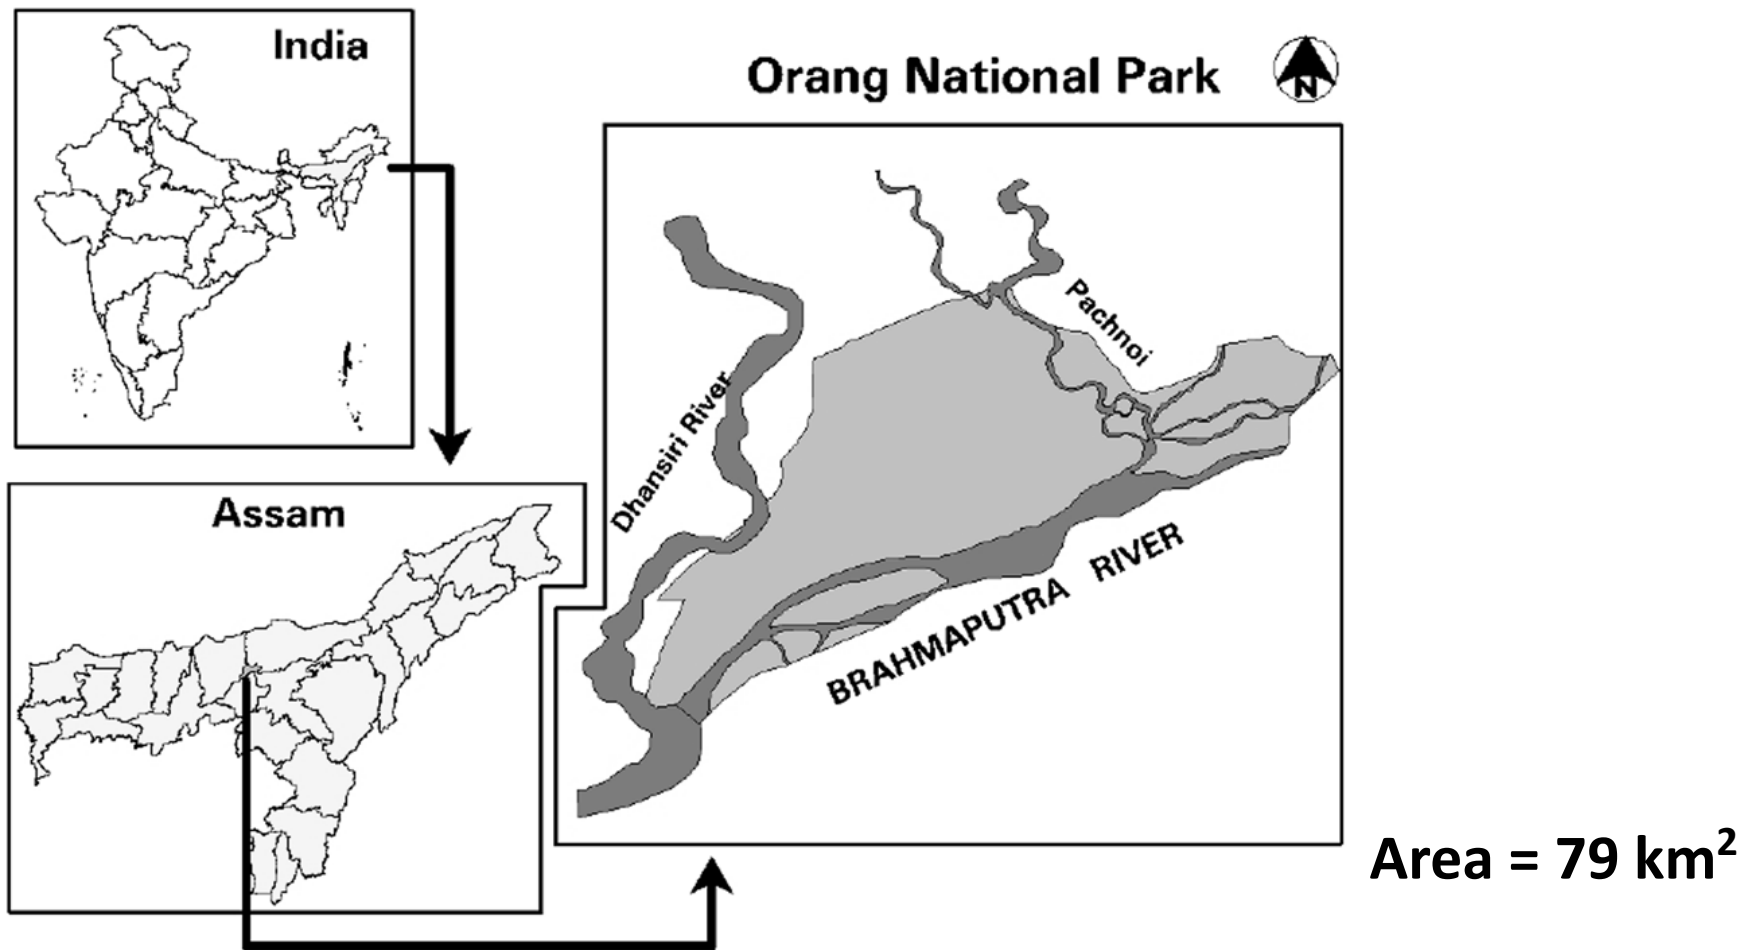 India
Orang National Park
N
Pachnoi
Dhansiri River
Assam
BRAHMAPUTRA RIVER
Area = 79 km²